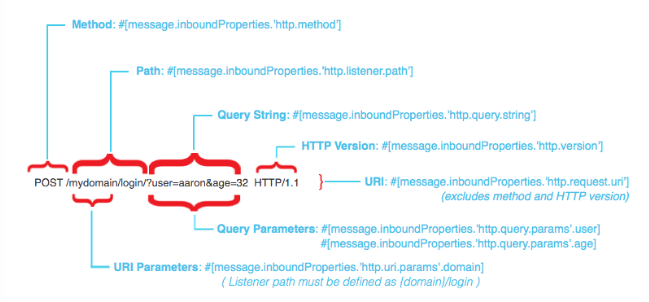 Method: #[message.inboundProperties.'http.method']
Path: #[message.inboundProperties.'http.listener.path']
Query String: #[message.inboundProperties.'http.query.string']
HTTP Version: #[message.inboundProperties.'http.version']
POST /mydomain/login/?user=aaron&age=32 HTTP/1.1
URI: #[message.inboundProperties.'http.request.uri']
(excludes method and HTTP version)
Query Parameters: #[message.inboundProperties.'http.query.params'.user]
#[message.inboundProperties.'http.query.params'.age]
URI Parameters: #[message.inboundProperties.'http.uri.params'.domain]
( Listener path must be defined as {domain}/login )